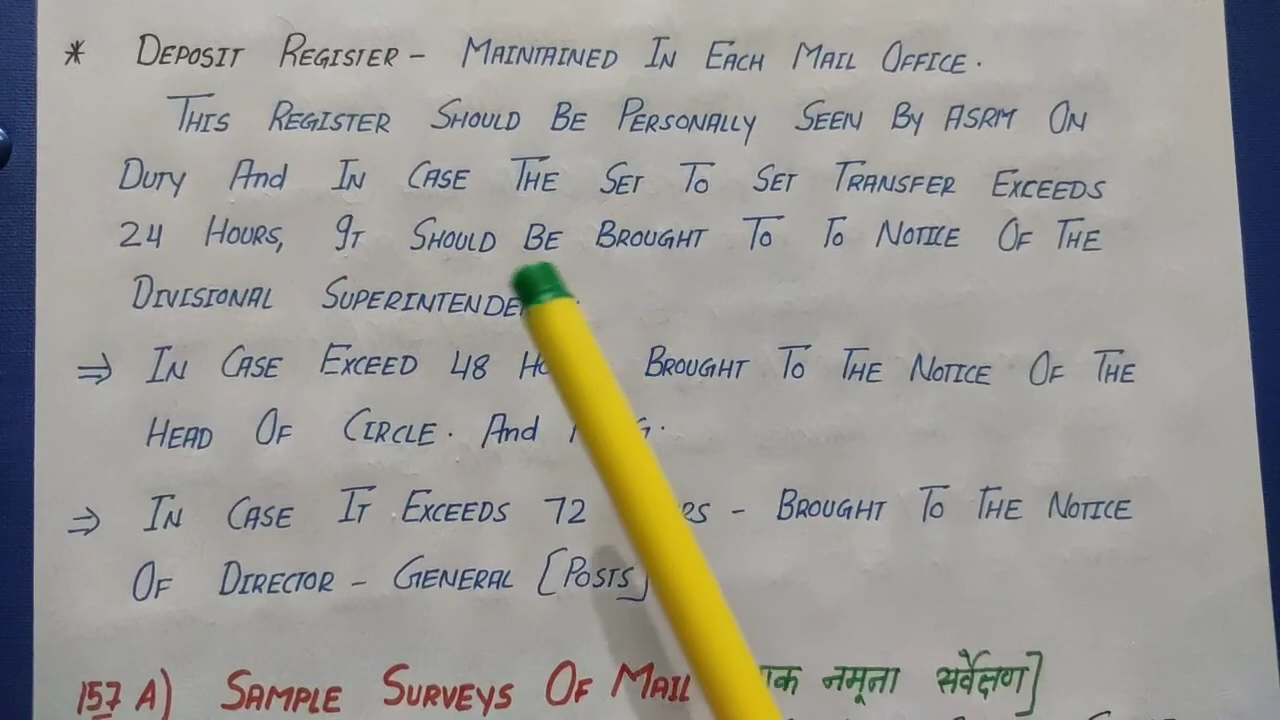 * DEPOSIT REGISTER - MAINTAINED IN EACH MAIL OFFICE.
THIS REGISTER SHOULD BE PERSONALLY SEEN BY ASRM ON
DUTY AND IN CASE THE SET TO SET TRANSFER EXCEEDS
24 HOURS, IT SHOULD BE BROUGHT TO TO NOTICE OF THE
DIVISIONAL
⇒ IN CASE EXCEED 48 BROUGHT TO THE NOTICE OF THE
HEAD OF CIRCLE. AND
⇒ IN CASE IT EXCEEDS 72 - BROUGHT TO THE NOTICE
OF DIRECTOR - GENERAL [POSTS]
157 A) SAMPLE SURVEYS OF MAIL नमूना सर्वेक्षण]